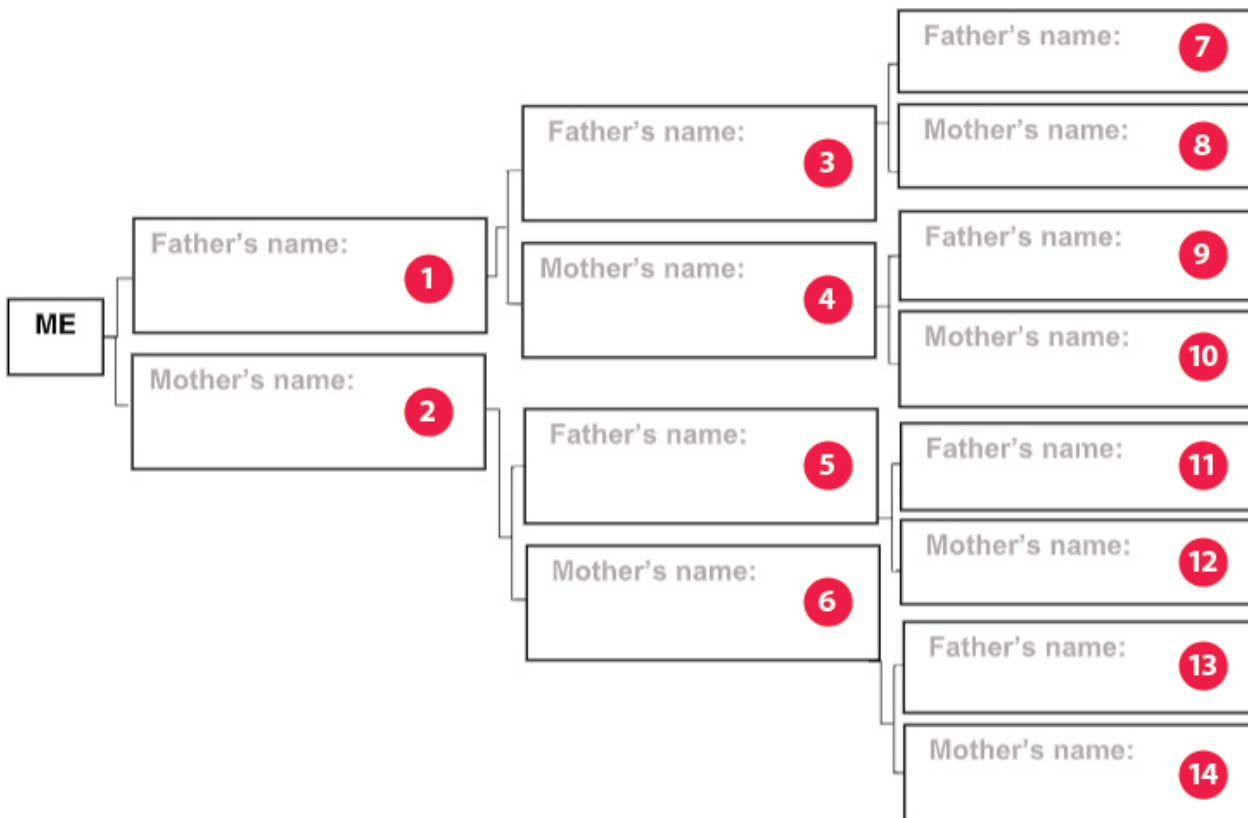 Father's name: 7
Mother's name: 8
Father's name: 3
Mother's name: 4
Father's name: 9
Mother's name: 10
Father's name: 1
ME
Mother's name: 2
Father's name: 5
Mother's name: 6
Father's name: 11
Mother's name: 12
Father's name: 13
Mother's name: 14